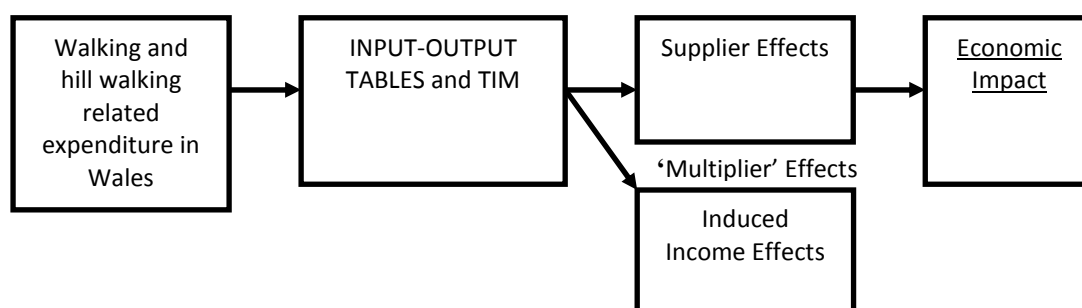 Walking and
hill walking
related
expenditure in
Wales
INPUT-OUTPUT
TABLES and TIM
Supplier Effects
Economic
Impact
‘Multiplier’ Effects
Induced
Income Effects